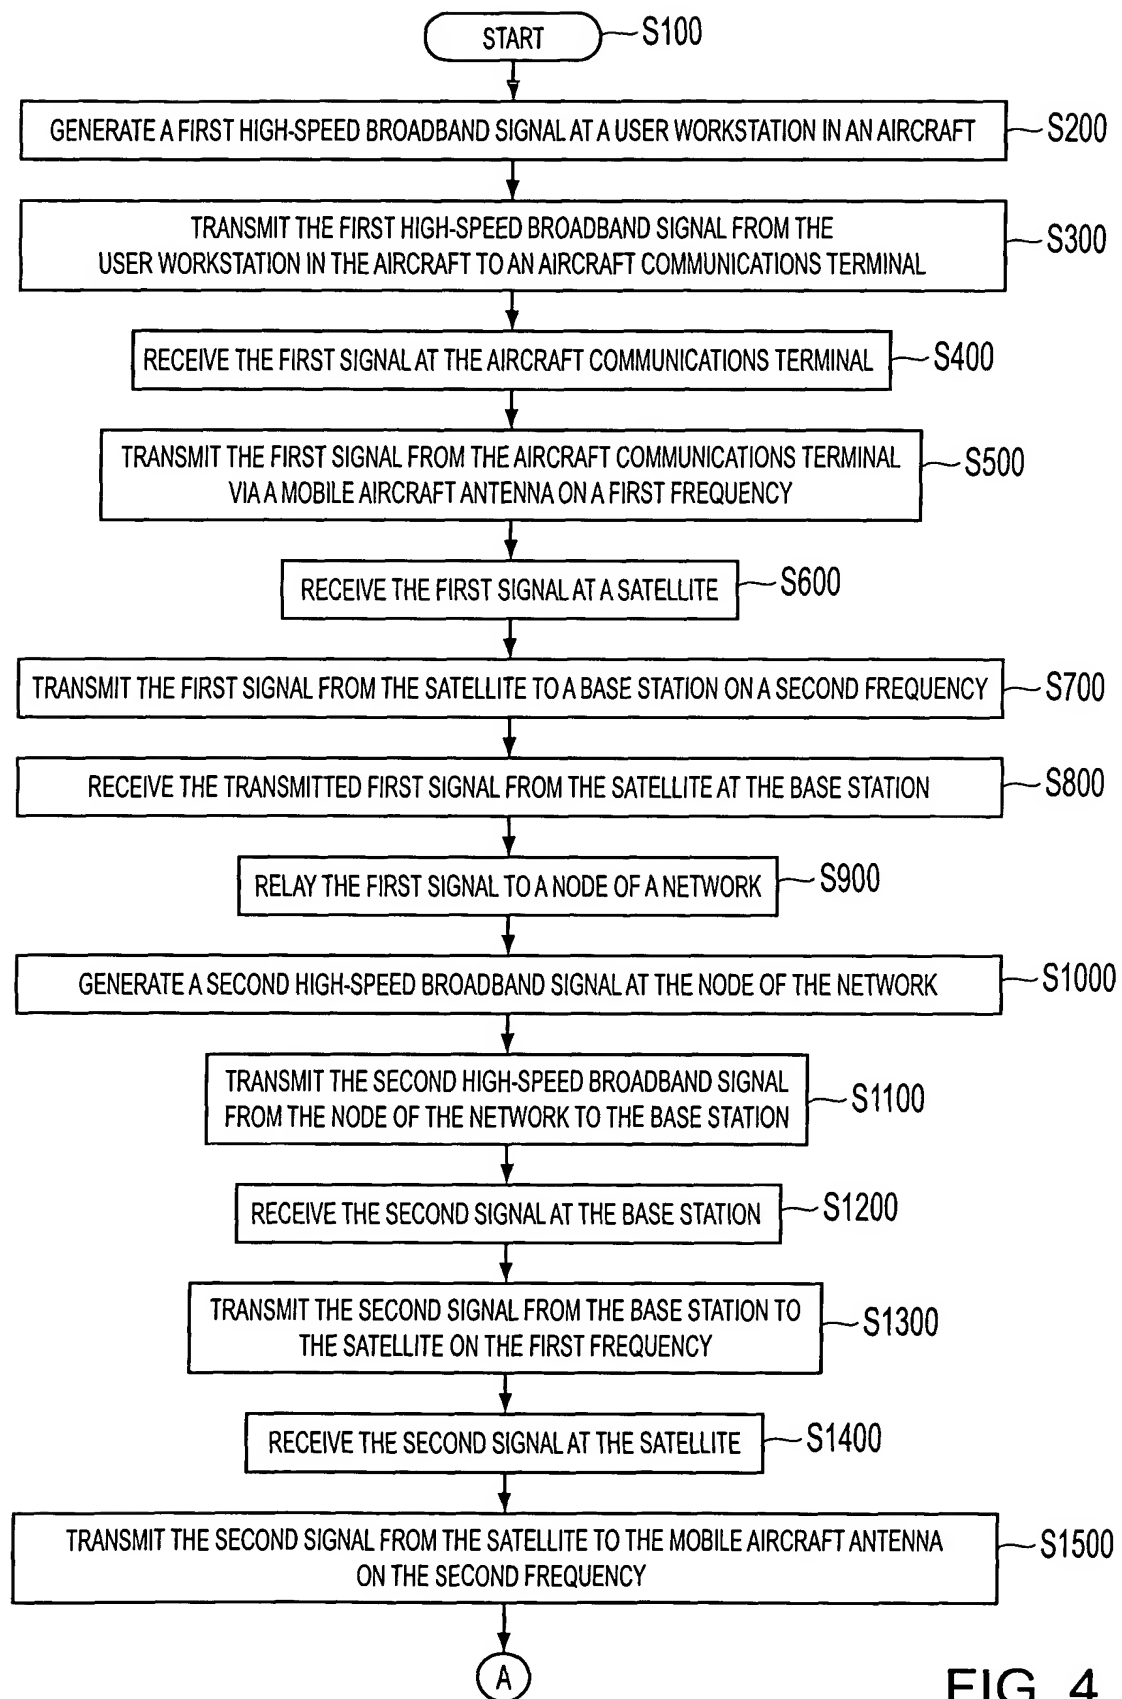 START
S100
GENERATE A FIRST HIGH-SPEED BROADBAND SIGNAL AT A USER WORKSTATION IN AN AIRCRAFT
S200
TRANSMIT THE FIRST HIGH-SPEED BROADBAND SIGNAL FROM THE
USER WORKSTATION IN THE AIRCRAFT TO AN AIRCRAFT COMMUNICATIONS TERMINAL
S300
RECEIVE THE FIRST SIGNAL AT THE AIRCRAFT COMMUNICATIONS TERMINAL
S400
TRANSMIT THE FIRST SIGNAL FROM THE AIRCRAFT COMMUNICATIONS TERMINAL
VIA A MOBILE AIRCRAFT ANTENNA ON A FIRST FREQUENCY
S500
RECEIVE THE FIRST SIGNAL AT A SATELLITE
S600
TRANSMIT THE FIRST SIGNAL FROM THE SATELLITE TO A BASE STATION ON A SECOND FREQUENCY
S700
RECEIVE THE TRANSMITTED FIRST SIGNAL FROM THE SATELLITE AT THE BASE STATION
S800
RELAY THE FIRST SIGNAL TO A NODE OF A NETWORK
S900
GENERATE A SECOND HIGH-SPEED BROADBAND SIGNAL AT THE NODE OF THE NETWORK
S1000
TRANSMIT THE SECOND HIGH-SPEED BROADBAND SIGNAL
FROM THE NODE OF THE NETWORK TO THE BASE STATION
S1100
RECEIVE THE SECOND SIGNAL AT THE BASE STATION
S1200
TRANSMIT THE SECOND SIGNAL FROM THE BASE STATION TO
THE SATELLITE ON THE FIRST FREQUENCY
S1300
RECEIVE THE SECOND SIGNAL AT THE SATELLITE
S1400
TRANSMIT THE SECOND SIGNAL FROM THE SATELLITE TO THE MOBILE AIRCRAFT ANTENNA
ON THE SECOND FREQUENCY
S1500
A
FIG. 4